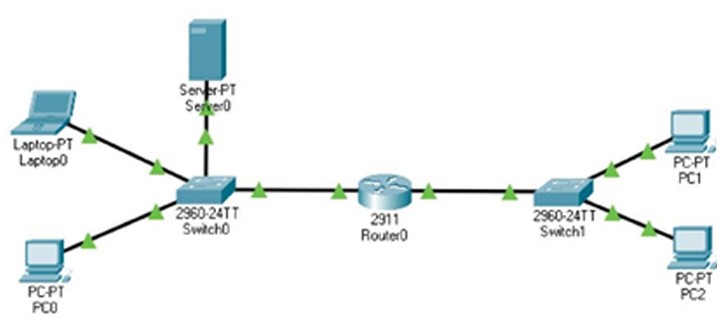 Server-PT
Server0
Laptop-PT
Laptop0
2960-24TT
Switch0
PC-PT
PC0
2911
Router0
2960-24TT
Switch1
PC-PT
PC1
PC-PT
PC2